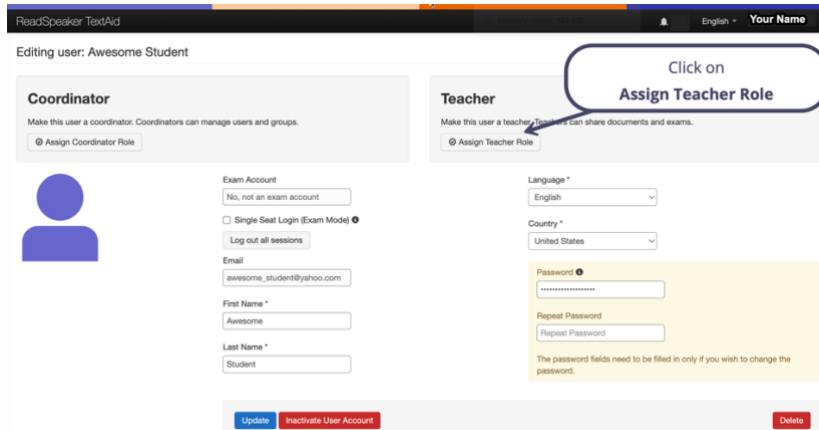 ReadSpeaker TextAid
English
Your Name
Editing user: Awesome Student
Click on
Assign Teacher Role
Coordinator
Make this user a coordinator. Coordinators can manage users and groups.
Assign Coordinator Role
Teacher
Make this user a teacher. Teachers can share documents and exams.
Assign Teacher Role
Exam Account
No, not an exam account
Single Seat Login (Exam Mode)
Log out all sessions
Email
awesome_student@yahoo.com
First Name *
Awesome
Last Name *
Student
Language *
English
Country *
United States
Password
Repeat Password
Repeat Password
The password fields need to be filled in only if you wish to change the
password.
Update
Inactivate User Account
Delete